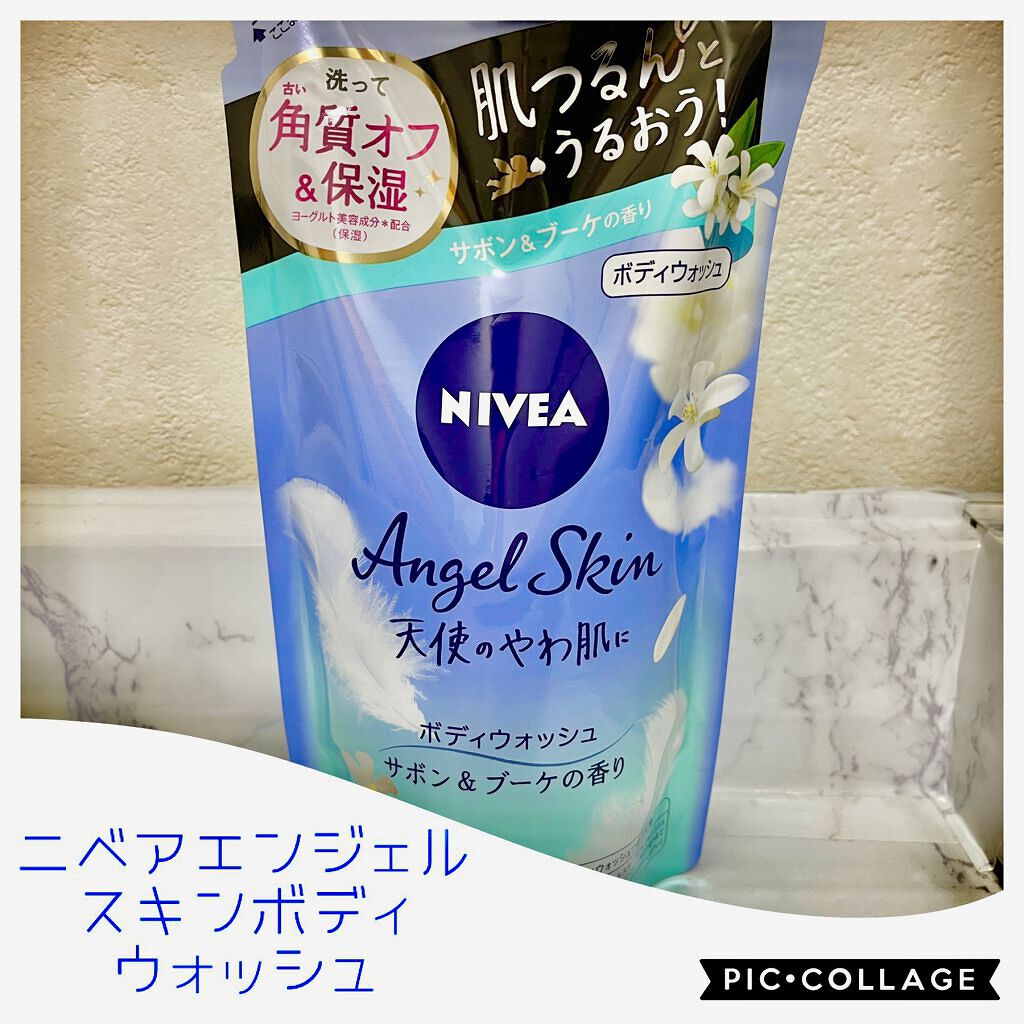 洗って
古い
角質オフ
&保湿
ヨーグルト美容成分*配合
(保湿)
肌つるんと
うるおう!
サボン&ブーケの香り
ボディウォッシュ
NIVEA
Angel Skin
天使のやわ肌に
ボディウォッシュ
サボン & ブーケの香り
ニベアエンジェル
スキンボディ
ウォッシュ
PIC•COLLAGE